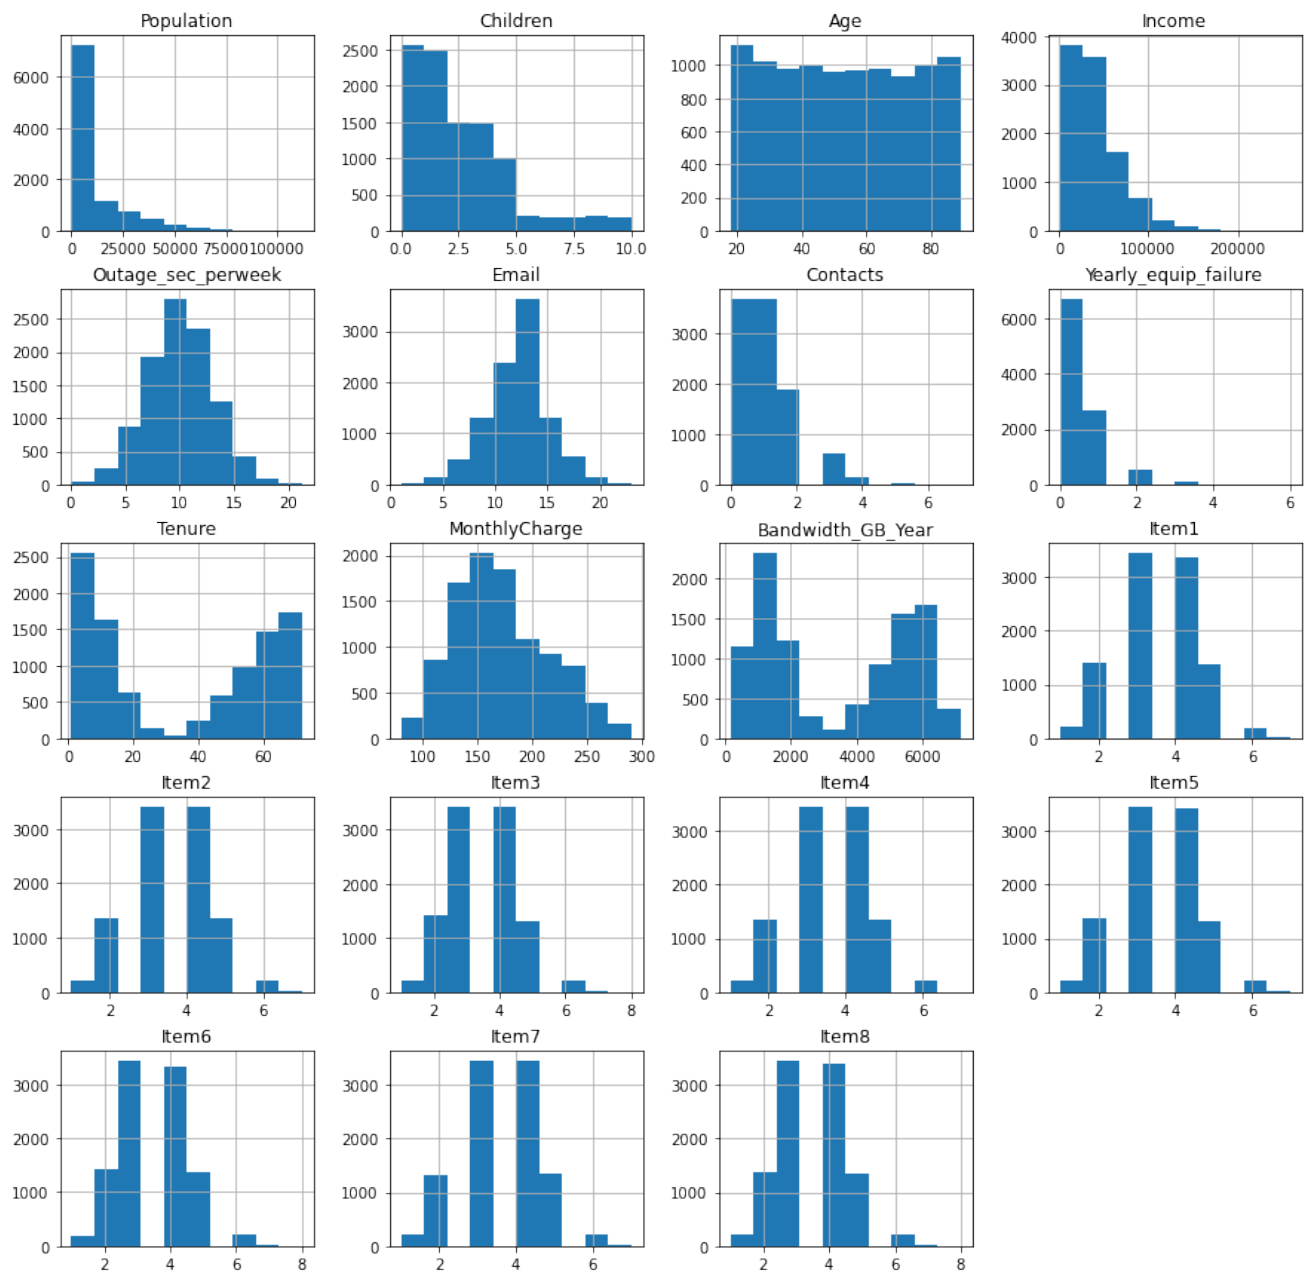 Population
6000
4000
2000
0
0 25000 50000 75000 100000
Children
2500
2000
1500
1000
500
0
0.0 2.5 5.0 7.5 10.0
Age
1000
800
600
400
200
0
20 40 60 80
Income
4000
3000
2000
1000
0
0 100000 200000
Outage_sec_perweek
2500
2000
1500
1000
500
0
0 5 10 15 20
Email
3000
2000
1000
0
0 5 10 15 20
Contacts
3000
2000
1000
0
0 2 4 6
Yearly_equip_failure
6000
4000
2000
0
0 2 4 6
Tenure
2500
2000
1500
1000
500
0
0 20 40 60
MonthlyCharge
2000
1500
1000
500
0
100 150 200 250 300
Bandwidth_GB_Year
2000
1500
1000
500
0
0 2000 4000 6000
Item1
3000
2000
1000
0
2 4 6
Item2
3000
2000
1000
0
2 4 6
Item3
3000
2000
1000
0
2 4 6 8
Item4
3000
2000
1000
0
2 4 6
Item5
3000
2000
1000
0
2 4 6
Item6
3000
2000
1000
0
2 4 6 8
Item7
3000
2000
1000
0
2 4 6
Item8
3000
2000
1000
0
2 4 6 8